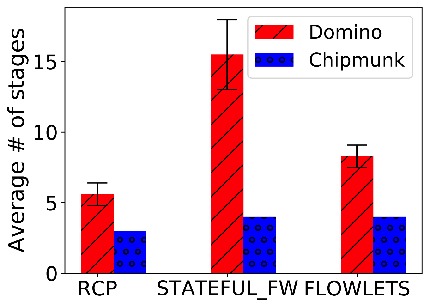 Domino
Chipmunk
Average # of stages
15
10
5
0
RCP STATEFUL_FW FLOWLETS